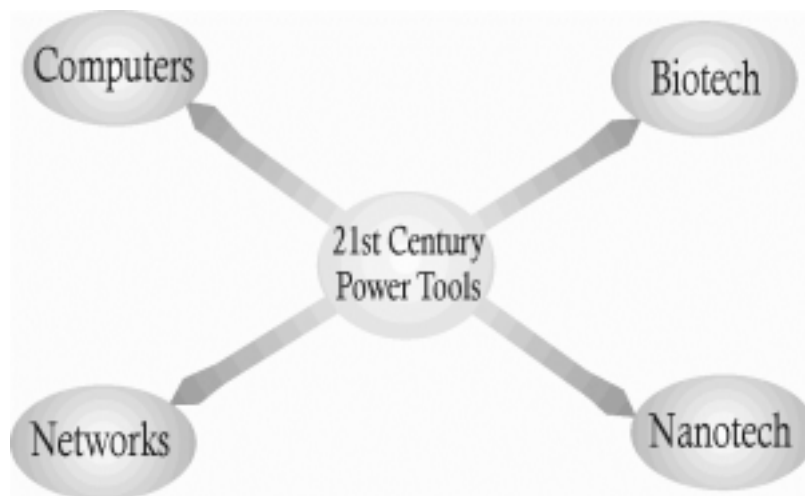 Computers
Biotech
21st Century
Power Tools
Networks
Nanotech